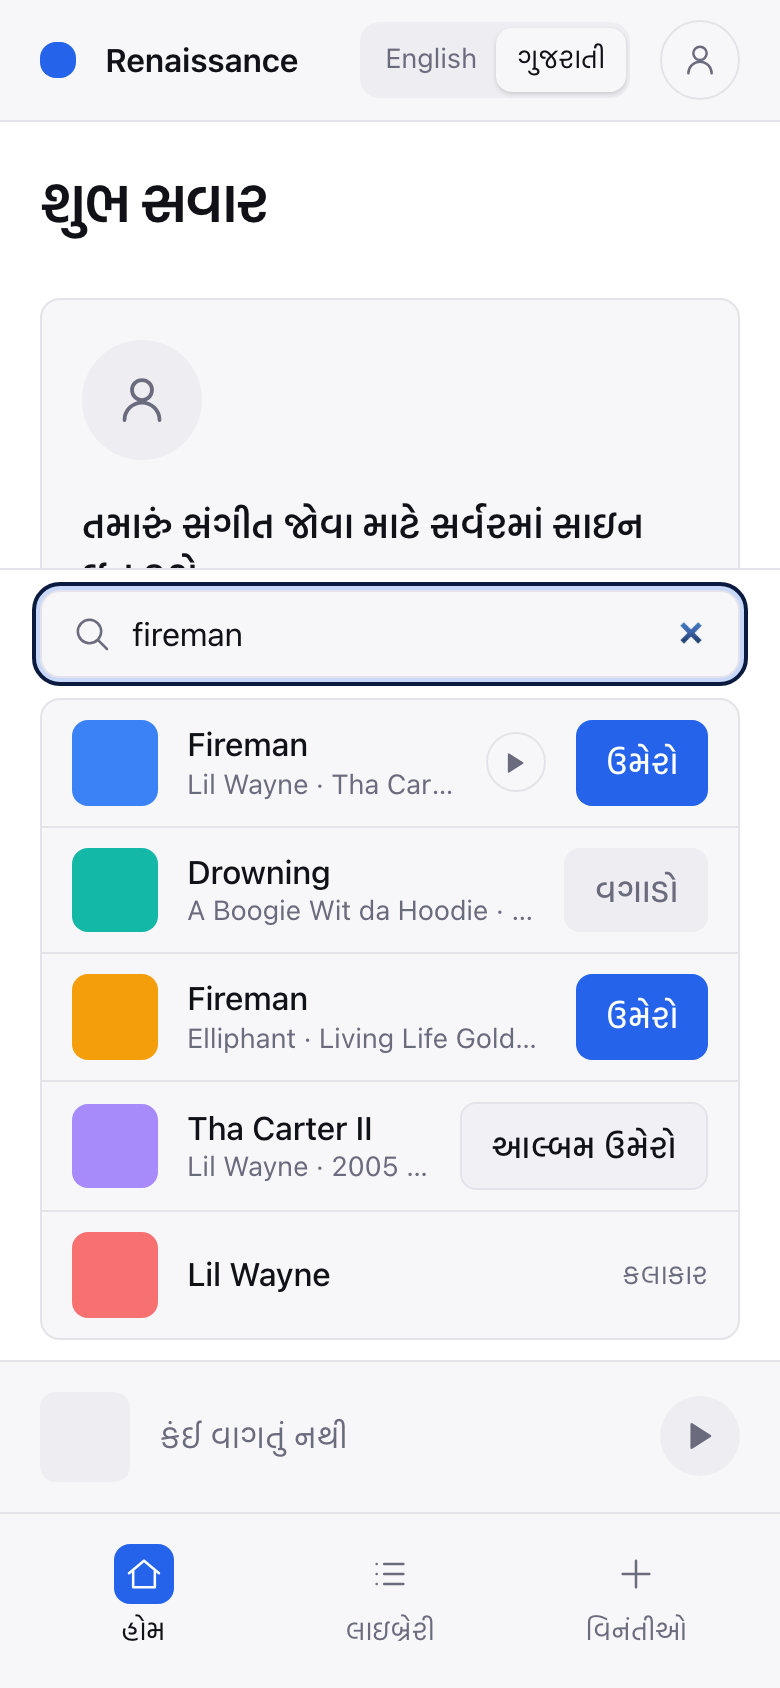 Renaissance
English
ગુજરાતી
શુભ સવાર
તમારું સંગીત જોવા માટે સર્વરમાં સાઇન
fireman
Fireman
Lil Wayne · Tha Car...
ઉમેરો
Drowning
A Boogie Wit da Hoodie · ...
વગાડો
Fireman
Elliphant · Living Life Gold...
ઉમેરો
Tha Carter II
Lil Wayne · 2005 ...
આલ્બમ ઉમેરો
Lil Wayne
કલાકાર
કંઈ વાગતું નથી
હોમ
લાઇબ્રેરી
વિનંતીઓ